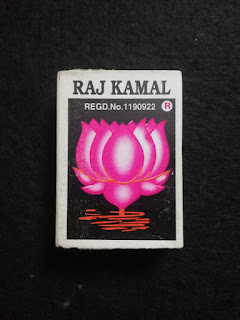 RAJ KAMAL
REGD.No.1190922 ®